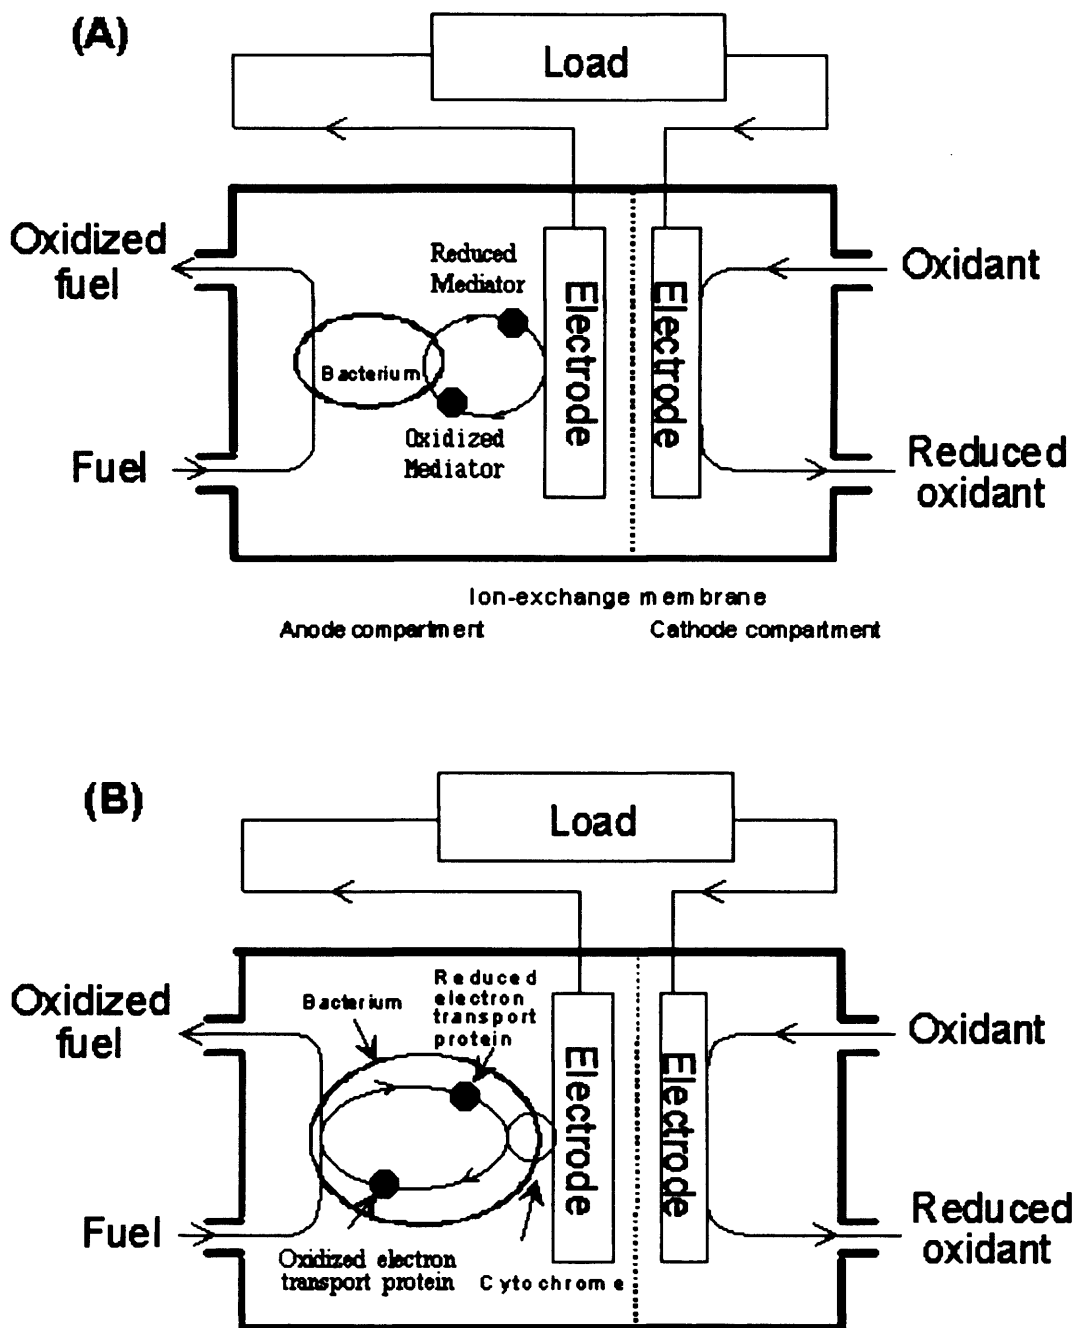 (A)
Load
Oxidized
fuel
Reduced
Mediator
Electrode
Electrode
Oxidant
Bacterium
Oxidized
Mediator
Fuel
Reduced
oxidant
Ion-exchange membrane
Anode compartment
Cathode compartment
(B)
Load
Oxidized
fuel
Bacterium
Reduced
electron
transport
protein
Electrode
Electrode
Oxidant
Fuel
Oxidized electron
transport protein
Cytochrome
Reduced
oxidant